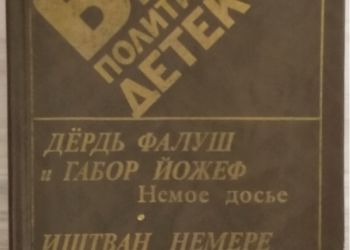 В
ПОЛИТИ
ДЕТЕК
ДЁРДЬ ФАЛУШ
и ГАБОР ЙОЖЕФ
Немое досье
ИШТВАН НЕМЕРЕ